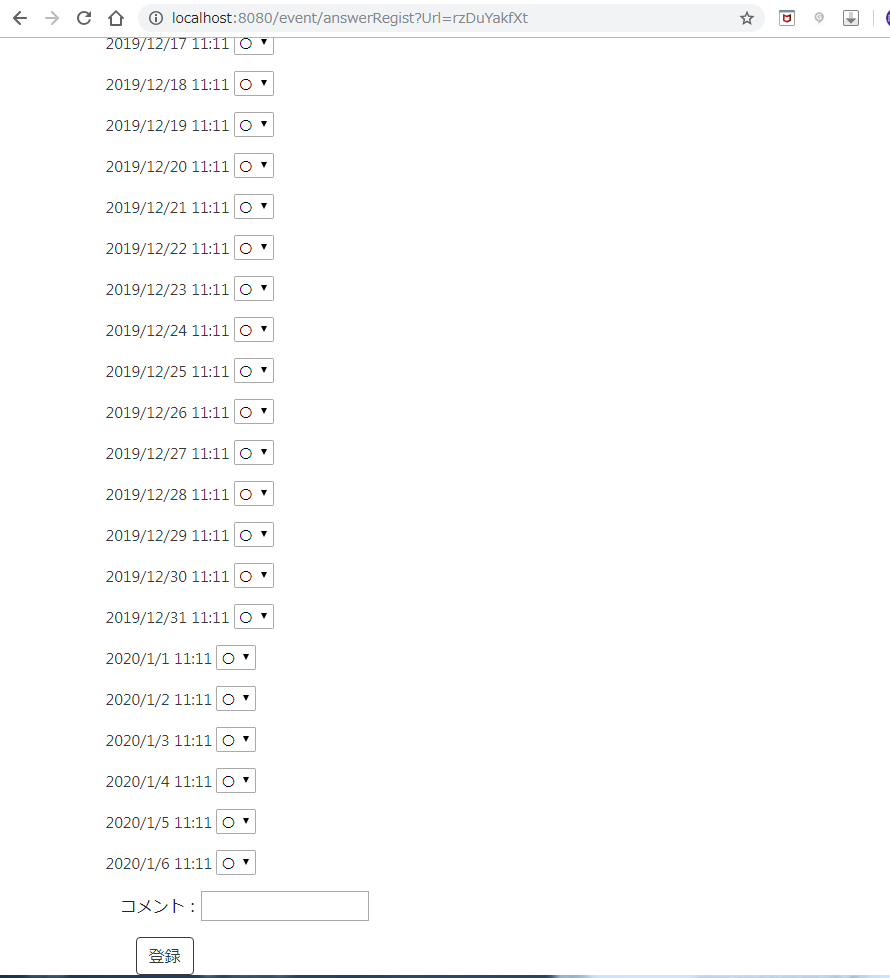 localhost:8080/event/answerRegist?Url=rzDuYakfXt
2019/12/17 11:11 ○
2019/12/18 11:11 ○
2019/12/19 11:11 ○
2019/12/20 11:11 ○
2019/12/21 11:11 ○
2019/12/22 11:11 ○
2019/12/23 11:11 ○
2019/12/24 11:11 ○
2019/12/25 11:11 ○
2019/12/26 11:11 ○
2019/12/27 11:11 ○
2019/12/28 11:11 ○
2019/12/29 11:11 ○
2019/12/30 11:11 ○
2019/12/31 11:11 ○
2020/1/1 11:11 ○
2020/1/2 11:11 ○
2020/1/3 11:11 ○
2020/1/4 11:11 ○
2020/1/5 11:11 ○
2020/1/6 11:11 ○
コメント：
登録